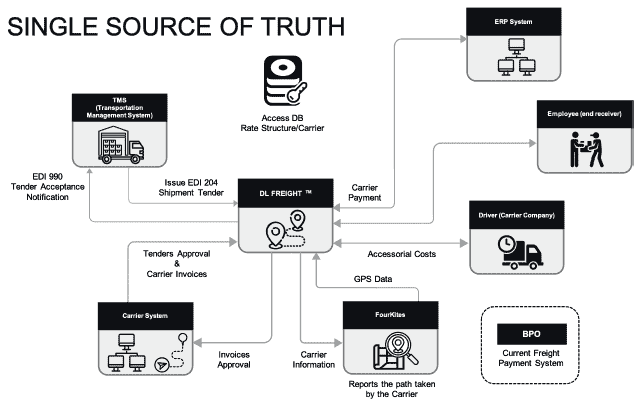 SINGLE SOURCE OF TRUTH
ERP System
Access DB
Rate Structure/Carrier
TMS
(Transportation
Management System)
Employee (end receiver)
EDI 990
Tender Acceptance
Notification
Issue EDI 204
Shipment Tender
DL FREIGHT ™
Carrier
Payment
Driver (Carrier Company)
Accessorial Costs
Tenders Approval
&
Carrier Invoices
GPS Data
Carrier System
FourKites
Invoices
Approval
Carrier
Information
BPO
Current Freight
Payment System
Reports the path taken
by the Carrier